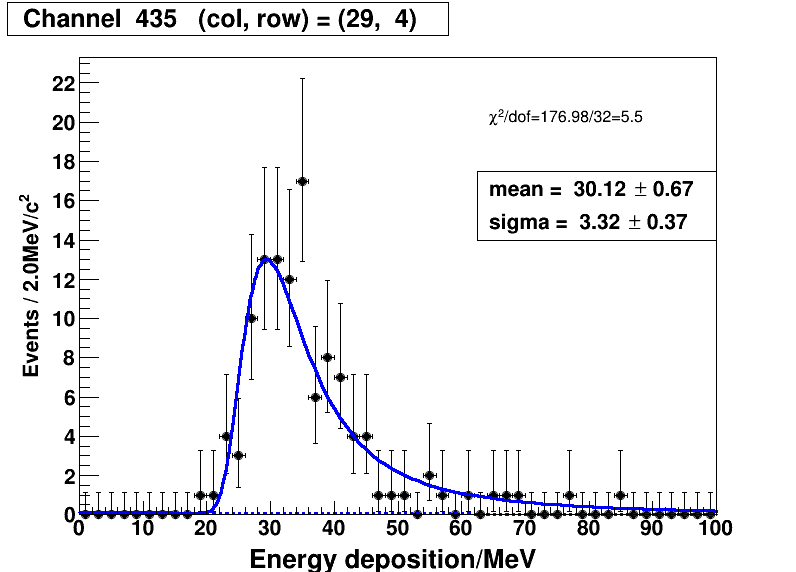 Channel 435 (col, row) = (29, 4)
χ²/dof=176.98/32=5.5
mean = 30.12 ± 0.67
sigma = 3.32 ± 0.37
Events / 2.0MeV/c²
22
20
18
16
14
12
10
8
6
4
2
0
0 10 20 30 40 50 60 70 80 90 100
Energy deposition/MeV